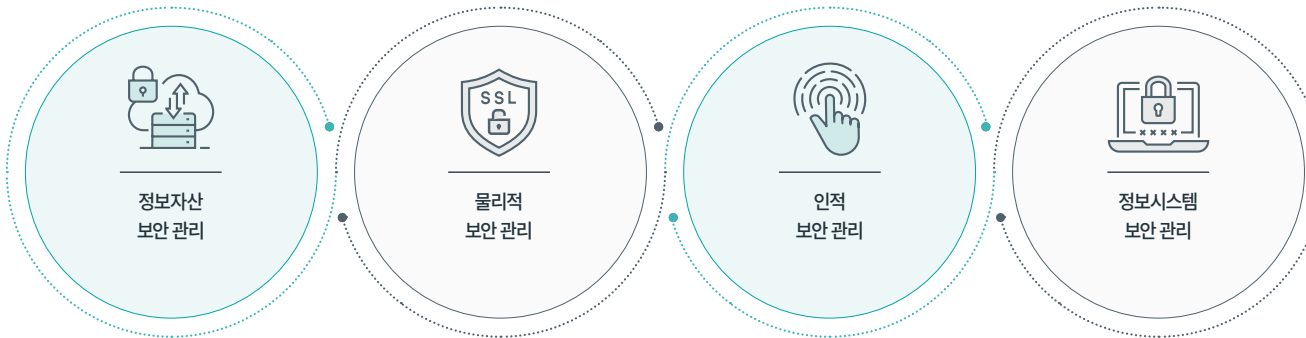 정보자산
보안 관리
SSL
물리적
보안 관리
인적
보안 관리
정보시스템
보안 관리